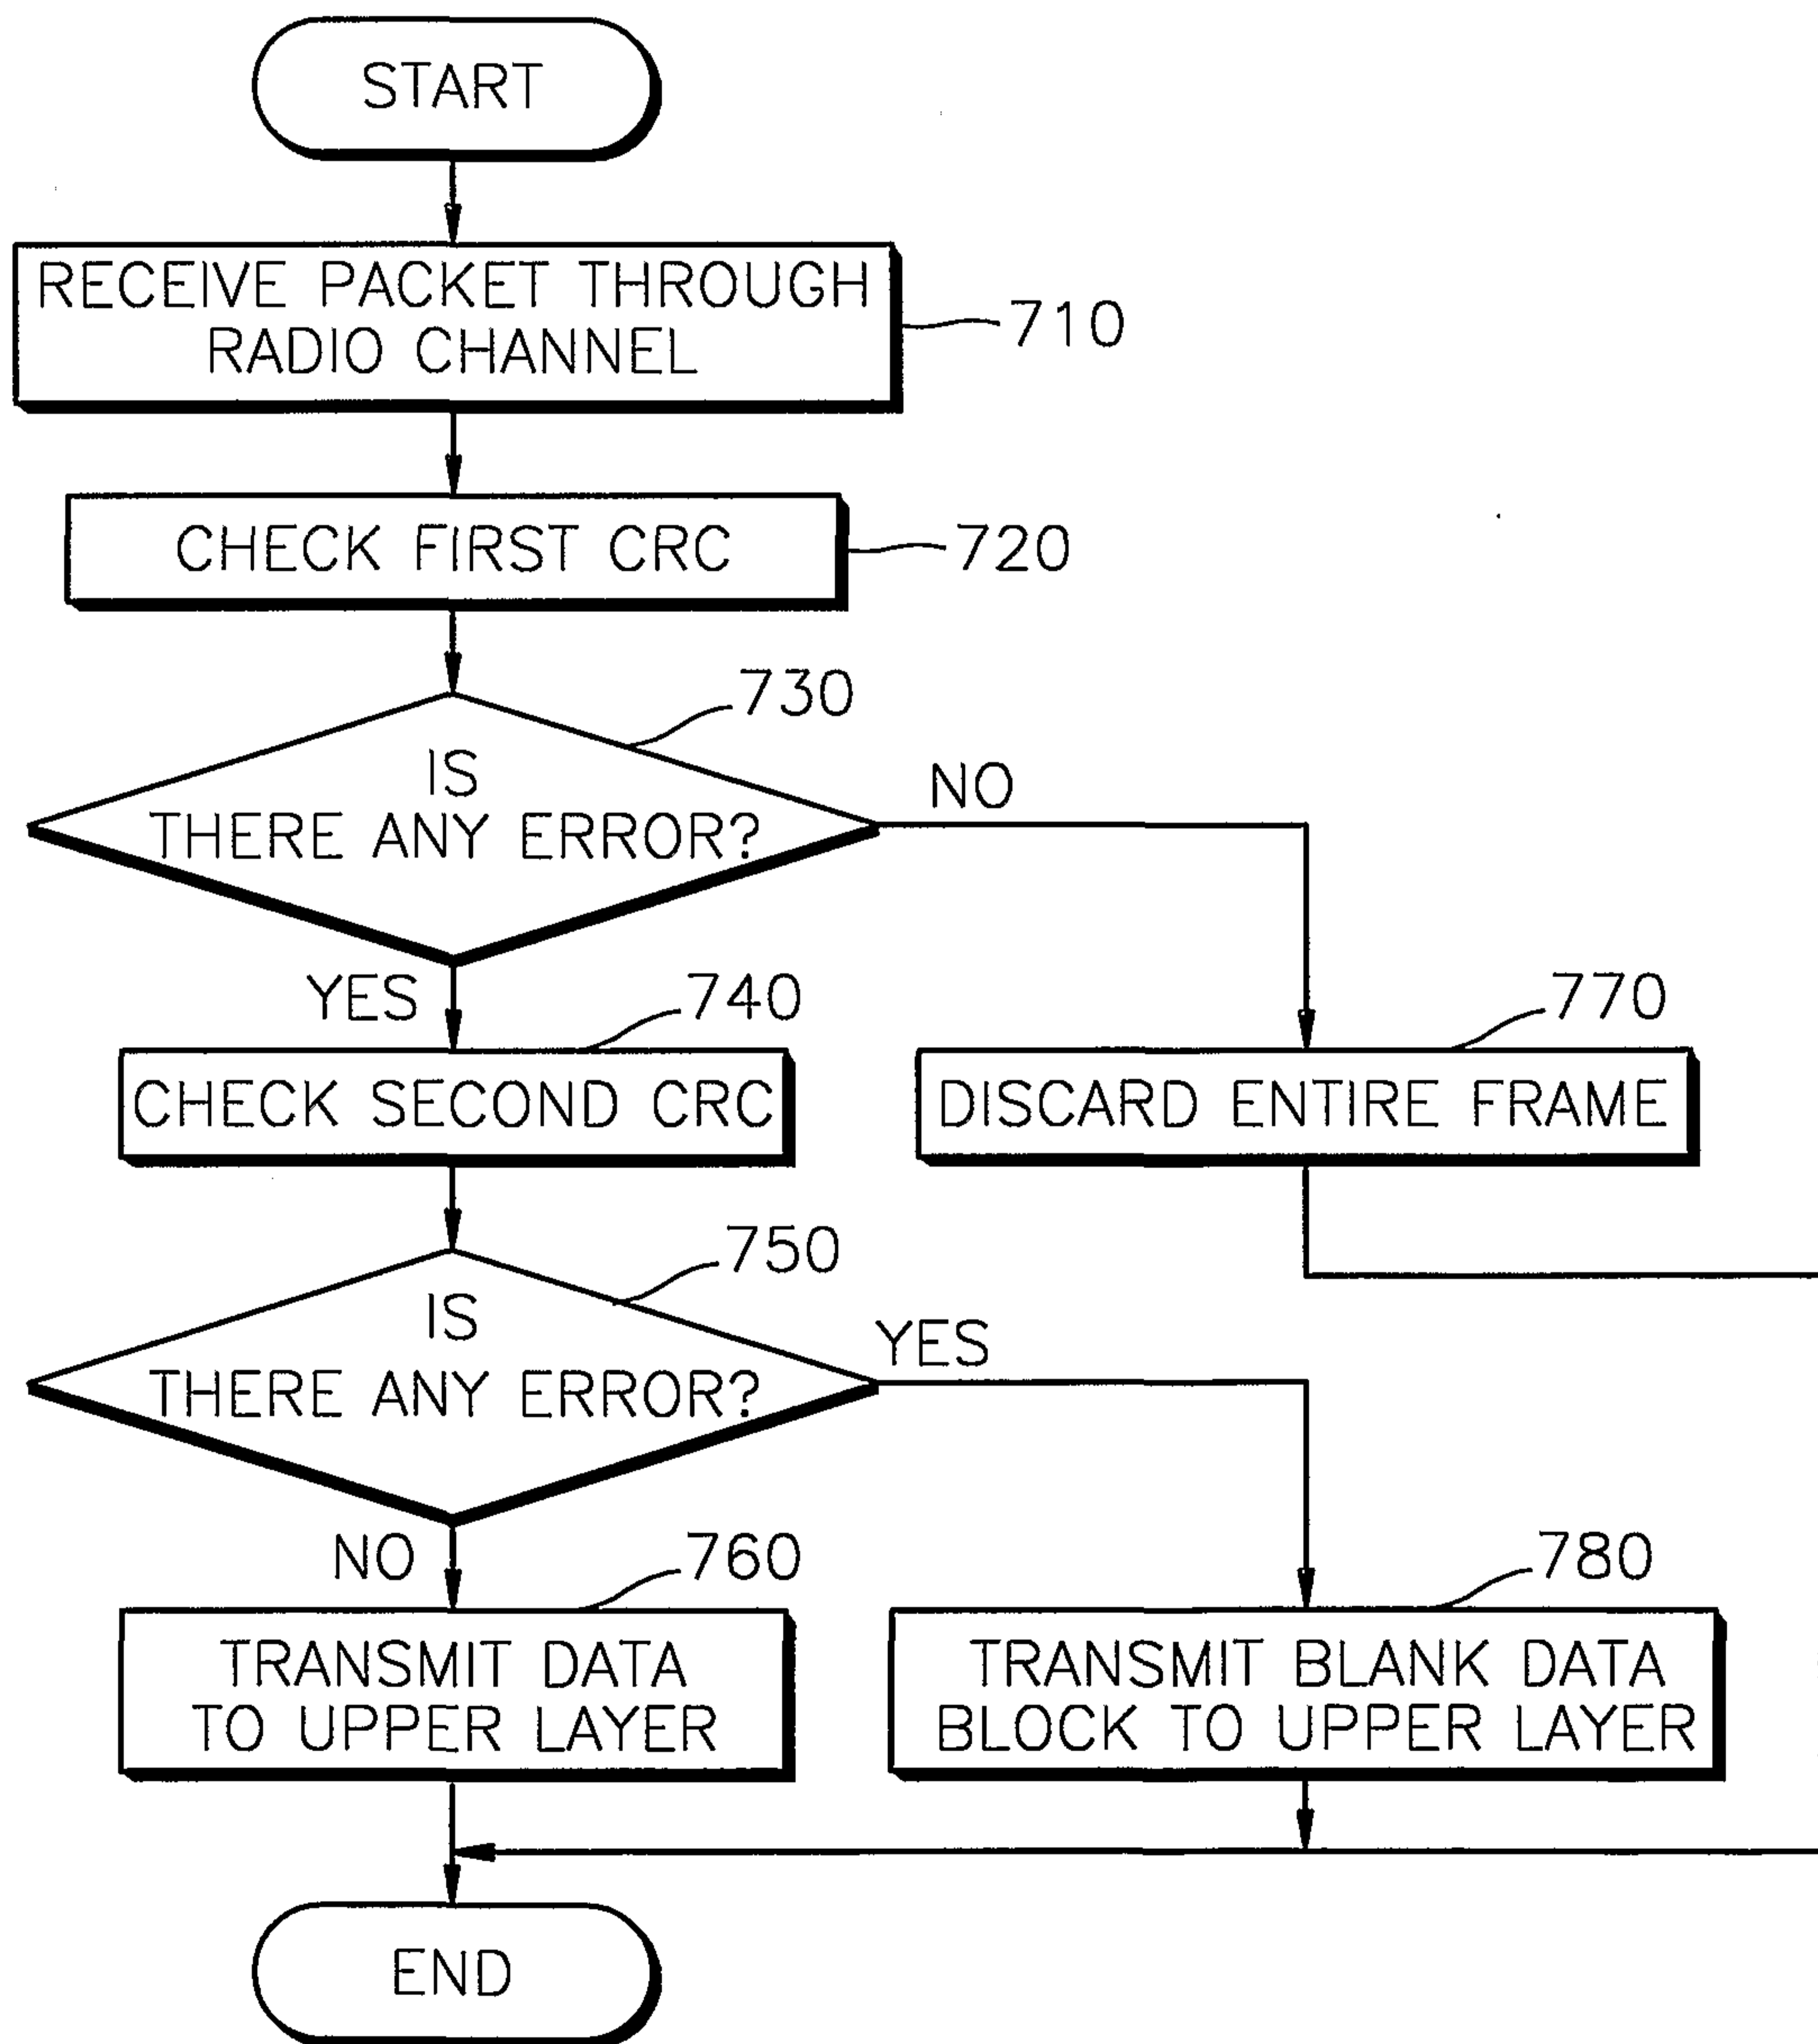 START
RECEIVE PACKET THROUGH
RADIO CHANNEL
710
CHECK FIRST CRC
720
730
IS
THERE ANY ERROR?
NO
YES
740
770
CHECK SECOND CRC
DISCARD ENTIRE FRAME
750
IS
THERE ANY ERROR?
YES
NO
760
780
TRANSMIT DATA
TO UPPER LAYER
TRANSMIT BLANK DATA
BLOCK TO UPPER LAYER
END